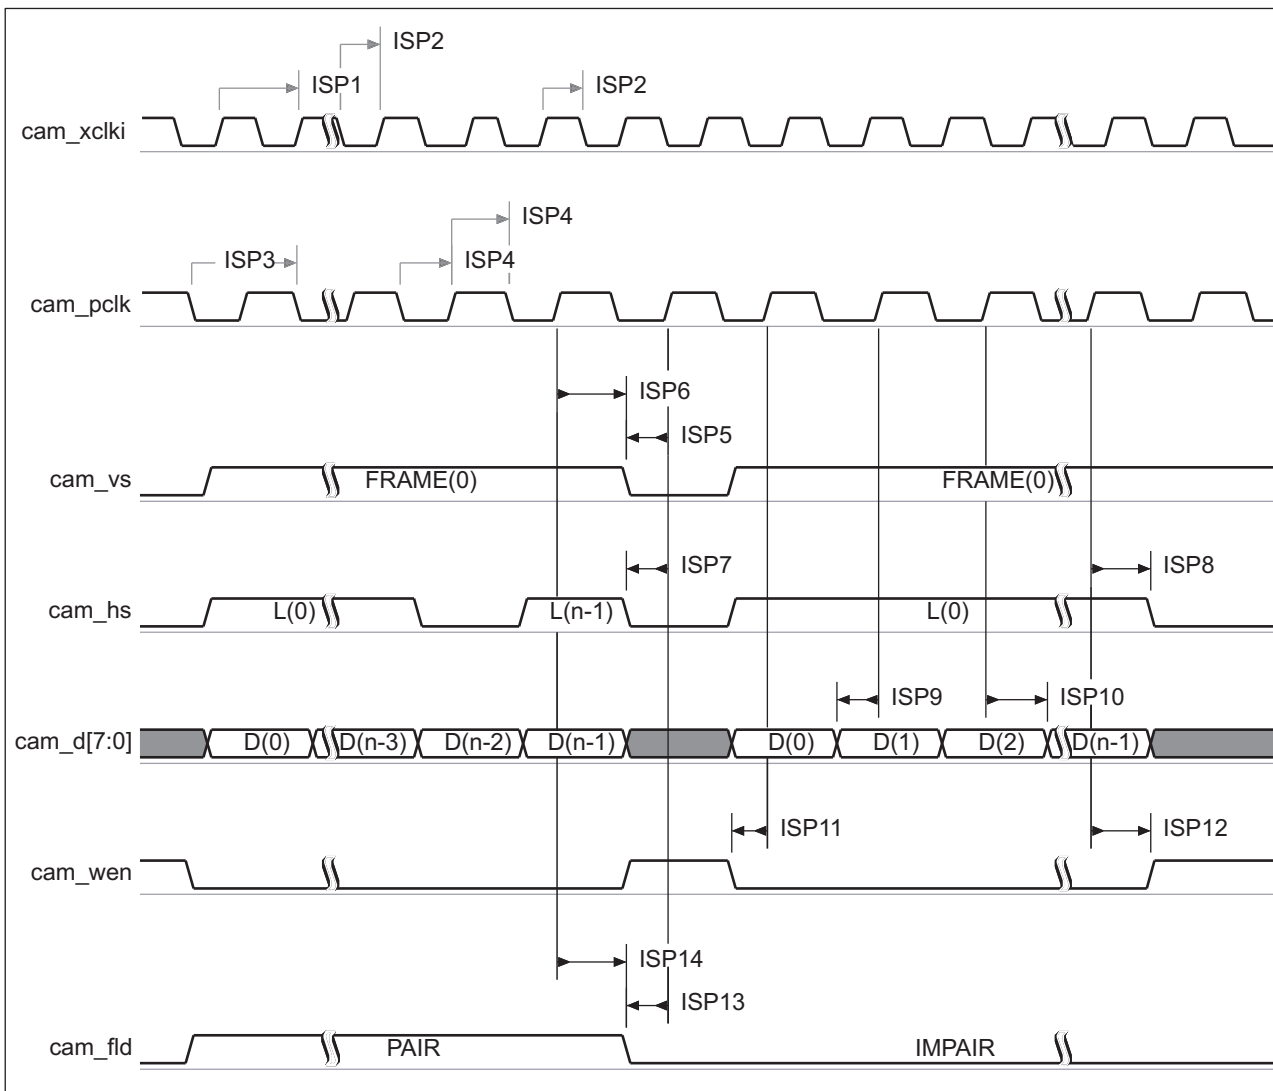 ISP2
ISP1
ISP2
cam_xclki
ISP4
ISP3
ISP4
cam_pclk
ISP6
ISP5
cam_vs FRAME(0) FRAME(0)
ISP7 ISP8
cam_hs L(0) L(n-1) L(0)
ISP9 ISP10
cam_d[7:0] D(0) D(n-3) D(n-2) D(n-1) D(0) D(1) D(2) D(n-1)
ISP11 ISP12
cam_wen
ISP14
ISP13
cam_fld PAIR IMPAIR